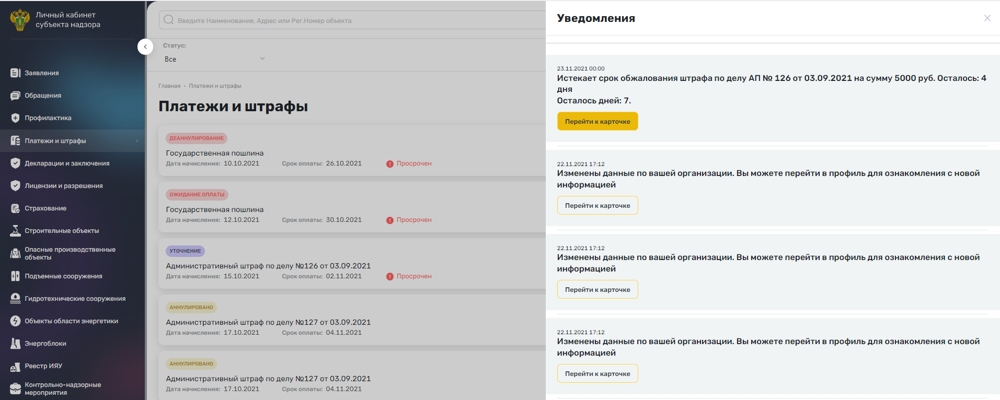 Личный кабинет
субъекта надзора
Заявления
Обращения
Профилактика
Платежи и штрафы
Декларации и заключения
Лицензии и разрешения
Страхование
Строительные объекты
Опасные производственные
объекты
Подъемные сооружения
Гидротехнические сооружения
Объекты области энергетики
Энергоблоки
Реестр ИЯУ
Контрольно-надзорные
мероприятия
Введите Наименование, Адрес или Рег.Номер объекта
Статус:
Все
Главная • Платежи и штрафы
Платежи и штрафы
ДЕАННУЛИРОВАНИЕ
Государственная пошлина
Дата начисления: 10.10.2021 Срок оплаты: 26.10.2021 Просрочен
ОЖИДАНИЕ ОПЛАТЫ
Государственная пошлина
Дата начисления: 12.10.2021 Срок оплаты: 30.10.2021 Просрочен
УТОЧНЕНИЕ
Административный штраф по делу №126 от 03.09.2021
Дата начисления: 15.10.2021 Срок оплаты: 02.11.2021 Просрочен
АННУЛИРОВАНО
Административный штраф по делу №127 от 03.09.2021
Дата начисления: 17.10.2021 Срок оплаты: 04.11.2021
АННУЛИРОВАНО
Административный штраф по делу №127 от 03.09.2021
Дата начисления: 17.10.2021 Срок оплаты: 04.11.2021
Уведомления
23.11.2021 00:00
Истекает срок обжалования штрафа по делу АП № 126 от 03.09.2021 на сумму 5000 руб. Осталось: 4
дня
Осталось дней: 7.
Перейти к карточке
22.11.2021 17:12
Изменены данные по вашей организации. Вы можете перейти в профиль для ознакомления с новой
информацией
Перейти к карточке
22.11.2021 17:12
Изменены данные по вашей организации. Вы можете перейти в профиль для ознакомления с новой
информацией
Перейти к карточке
22.11.2021 17:12
Изменены данные по вашей организации. Вы можете перейти в профиль для ознакомления с новой
информацией
Перейти к карточке